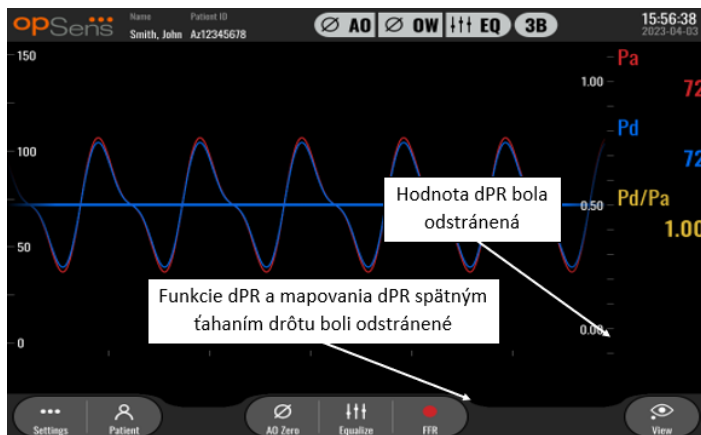 opSens
Name Patient ID
Smith, John Az12345678
AO OW EQ 3B
15:56:38
2023-04-03
150
100
50
0
1.00
0.50
0.00
Pa
72
Pd
72
Pd/Pa
1.00
Hodnota dPR bola
odstránená
Funkcie dPR a mapovania dPR spätným
ťahaním drôtu boli odstránené
Settings Patient AO Zero Equalize FFR View